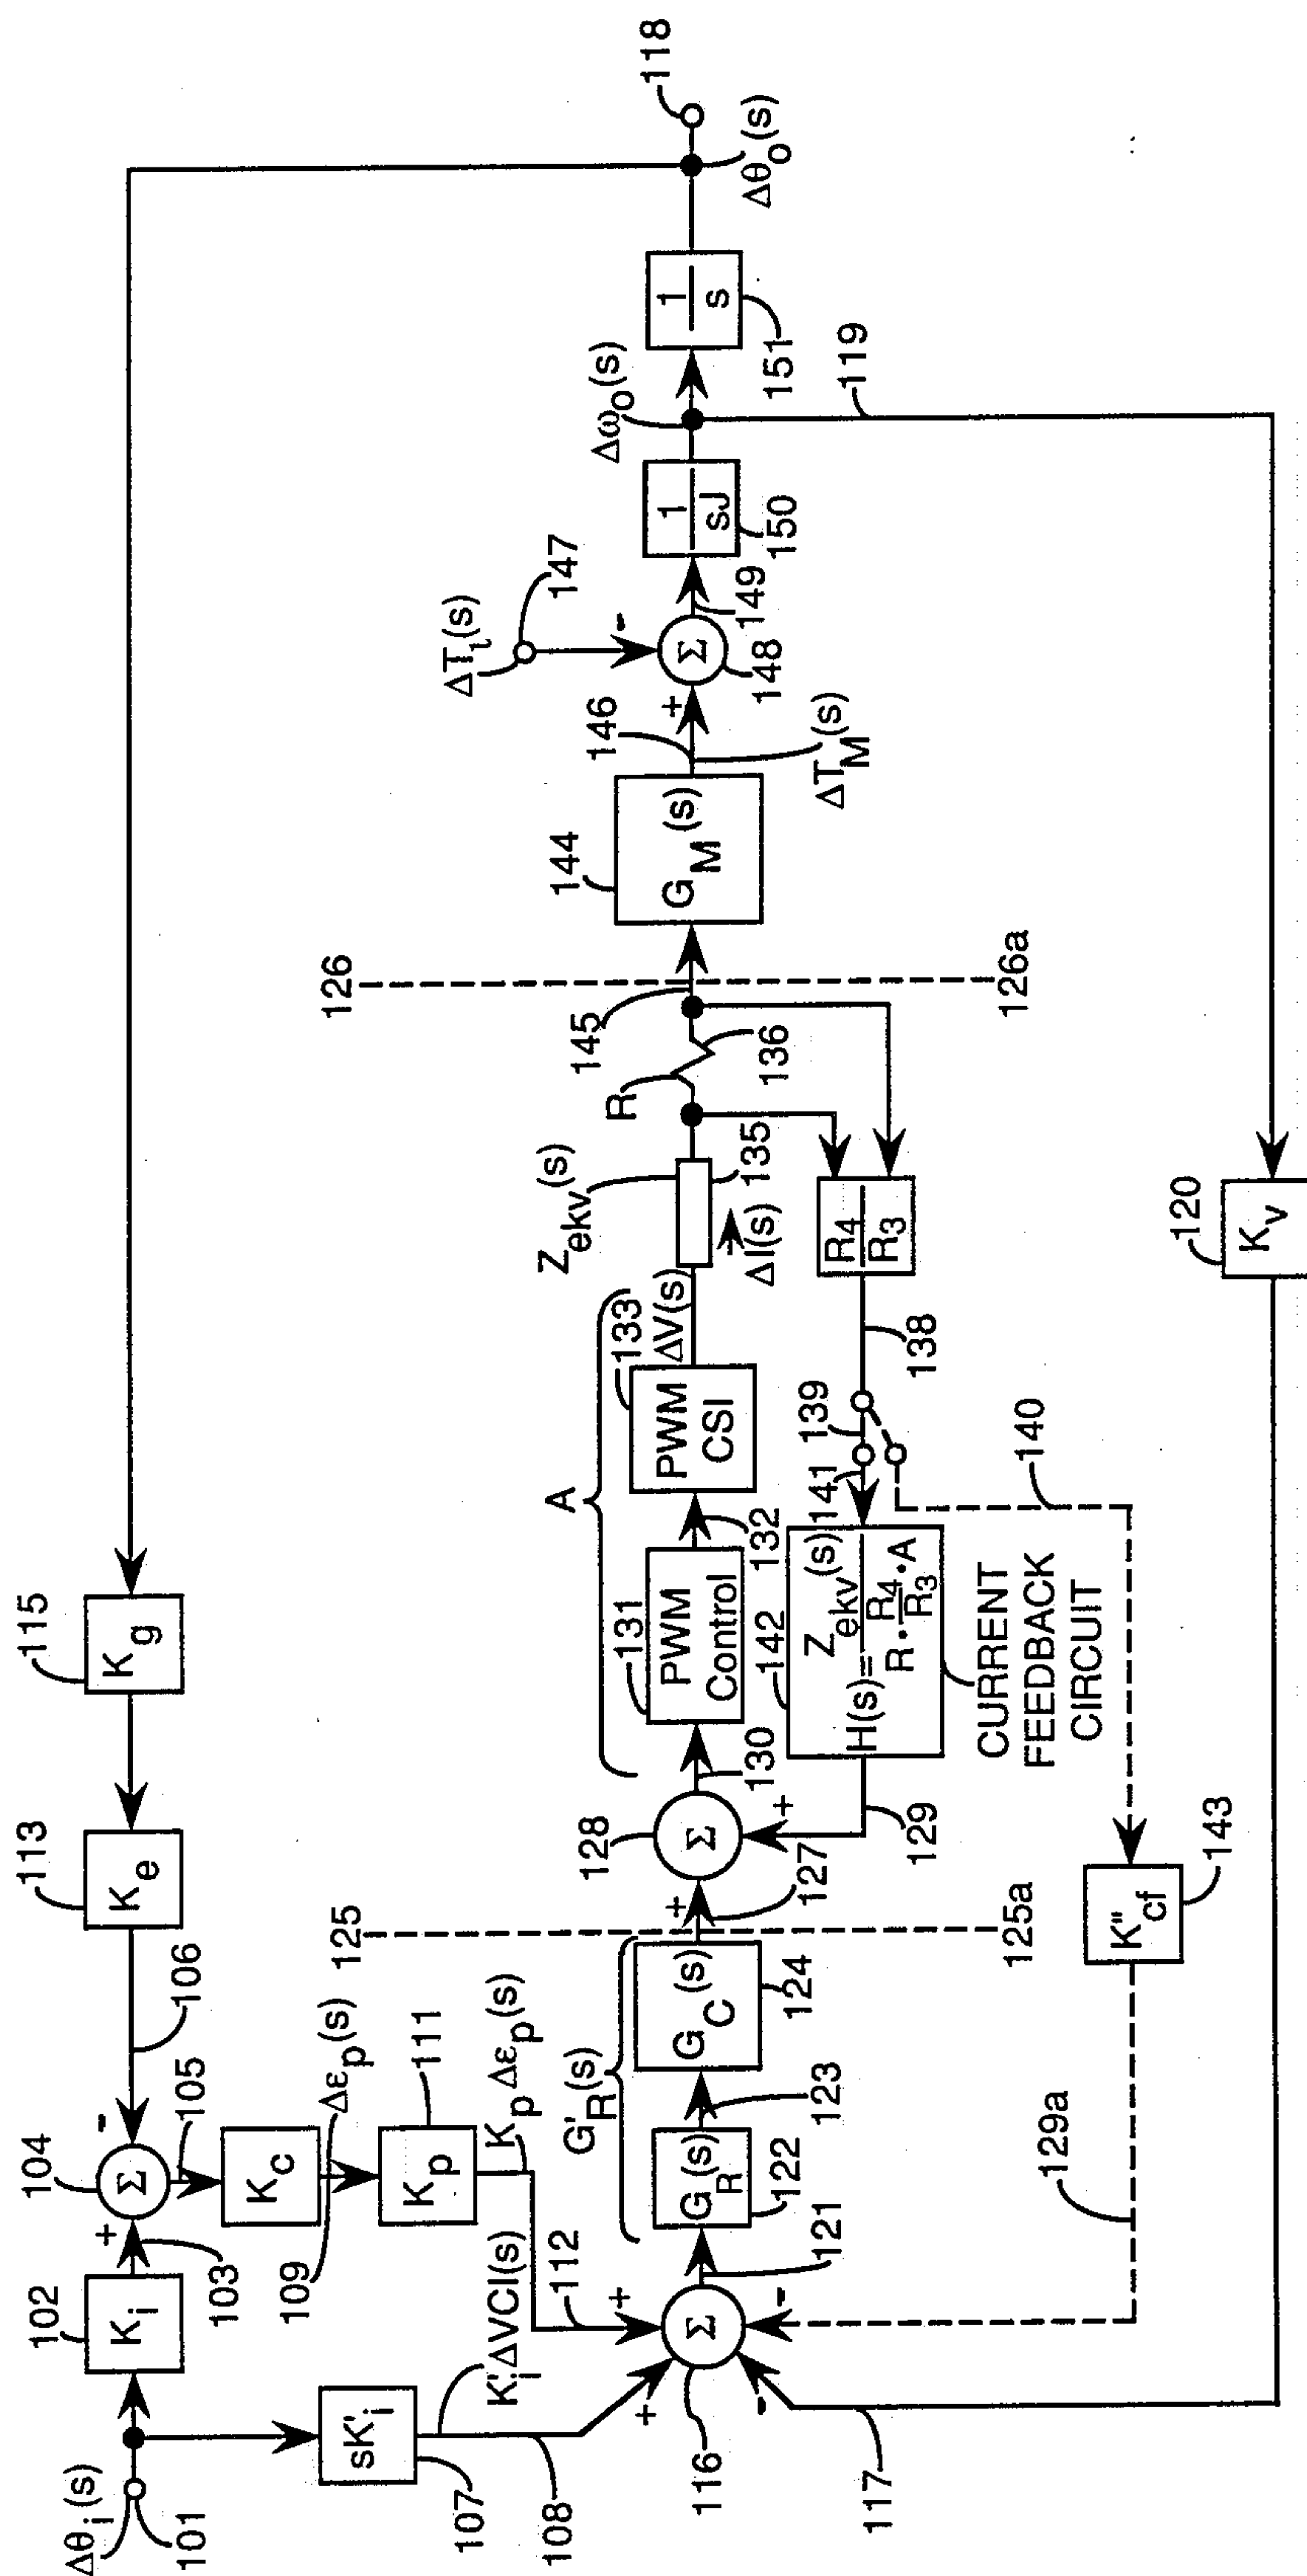 Δθi(s)
101
102
Ki
103
+
104
Σ
-
105
106
113
Ke
115
Kg
sK'i
107
108
K'iΔVCI(s)
Kc
109
Δεp(s)
Kp
111
KpΔεp(s)
112
+
+
116
Σ
-
-
117
121
G'R(s)
GR(s)
122
123
GC(s)
124
125
125a
+
127
128
Σ
+
129
130
A
131
PWM
Control
132
133
PWM
CSI
ΔV(s)
Zekv(s)
135
ΔI(s)
R
136
145
126
126a
144
GM(s)
146
ΔTM(s)
+
ΔTl(s)
147
-
Σ
148
149
1
sJ
150
Δωo(s)
1
s
151
Δθo(s)
118
119
R4
R3
138
139
141
140
142
H(s)= Zekv(s)
R · R4/R3 · A
CURRENT
FEEDBACK
CIRCUIT
K"cf
143
129a
120
Kv